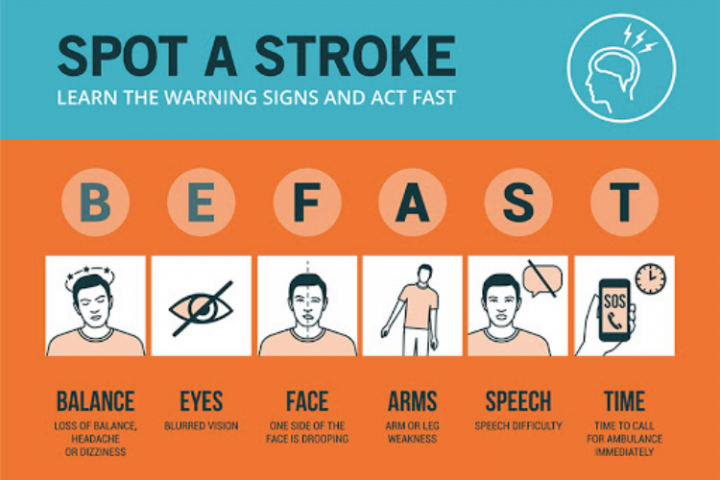 SPOT A STROKE
LEARN THE WARNING SIGNS AND ACT FAST
B E F A S T
SOS
BALANCE
LOSS OF BALANCE,
HEADACHE
OR DIZZINESS
EYES
BLURRED VISION
FACE
ONE SIDE OF THE
FACE IS DROOPING
ARMS
ARM OR LEG
WEAKNESS
SPEECH
SPEECH DIFFICULTY
TIME
TIME TO CALL
FOR AMBULANCE
IMMEDIATELY